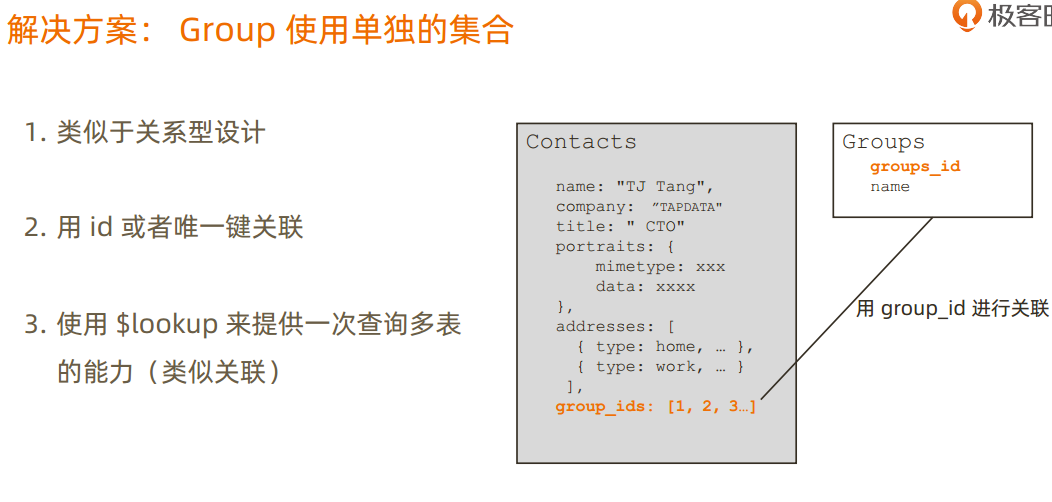 解决方案： Group 使用单独的集合
极客
1. 类似于关系型设计
2. 用 id 或者唯一键关联
3. 使用 $lookup 来提供一次查询多表
的能力（类似关联）
Contacts
name: "TJ Tang",
company: "TAPDATA"
title: " CTO"
portraits: {
mimetype: xxx
data: xxxx
},
addresses: [
{ type: home, … },
{ type: work, … }
],
group_ids: [1, 2, 3…]
Groups
groups_id
name
用 group_id 进行关联